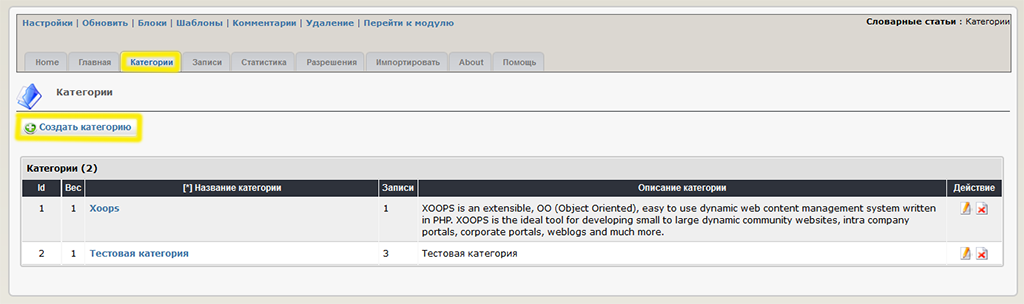 Настройки | Обновить | Блоки | Шаблоны | Комментарии | Удаление | Перейти к модулю
Словарные статьи : Категории
Home Главная Категории Записи Статистика Разрешения Импортировать About Помощь
Категории
Создать категорию
Категории (2)
Id Вес [*] Название категории Записи Описание категории Действие
1 1 Xoops 1 XOOPS is an extensible, OO (Object Oriented), easy to use dynamic web content management system written
in PHP. XOOPS is the ideal tool for developing small to large dynamic community websites, intra company
portals, corporate portals, weblogs and much more.
2 1 Тестовая категория 3 Тестовая категория